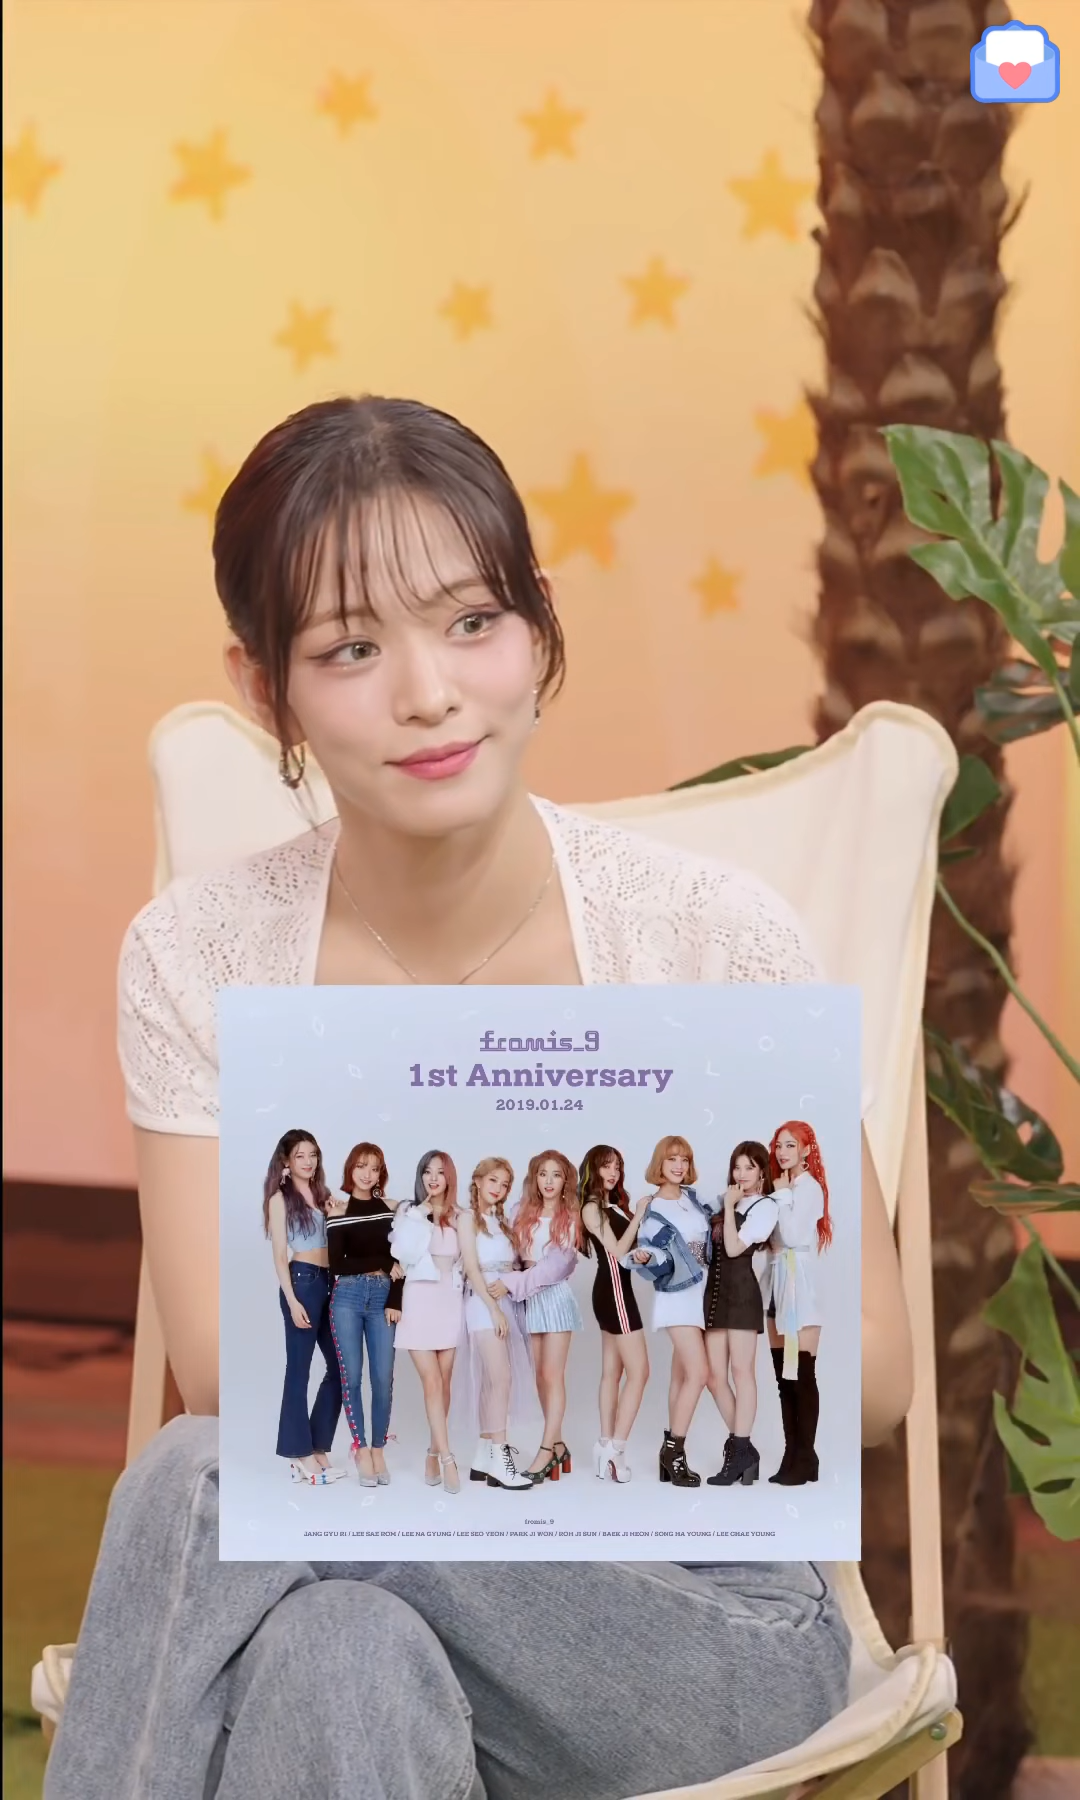 fromis_9
1st Anniversary
2019.01.24
fromis_9
JANG GYU RI / LEE SAE ROM / LEE NA GYUNG / LEE SEO YEON / PARK JI WON / ROH JI SUN / BAEK JI HEON / SONG HA YOUNG / LEE CHAE YOUNG